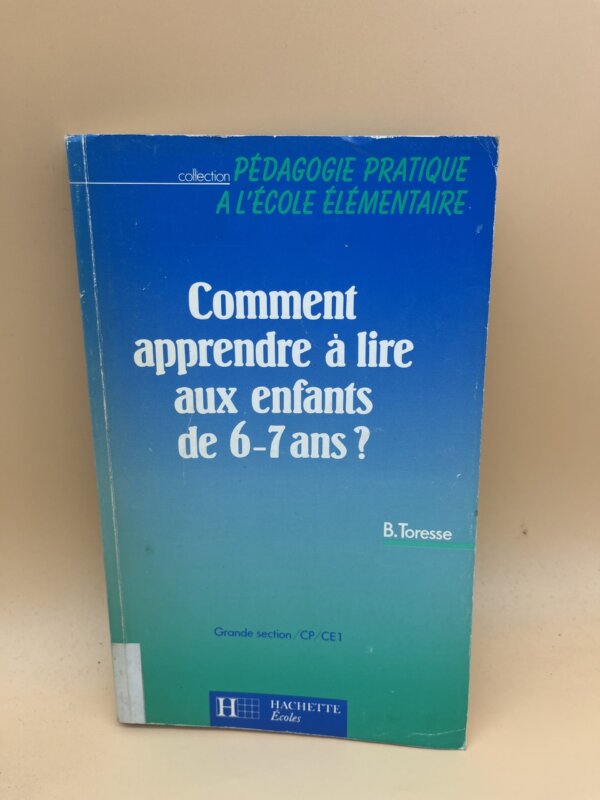 collection PÉDAGOGIE PRATIQUE
A L'ÉCOLE ÉLÉMENTAIRE
Comment
apprendre à lire
aux enfants
de 6-7 ans ?
B. Toresse
Grande section / CP / CE1
H HACHETTE
Écoles